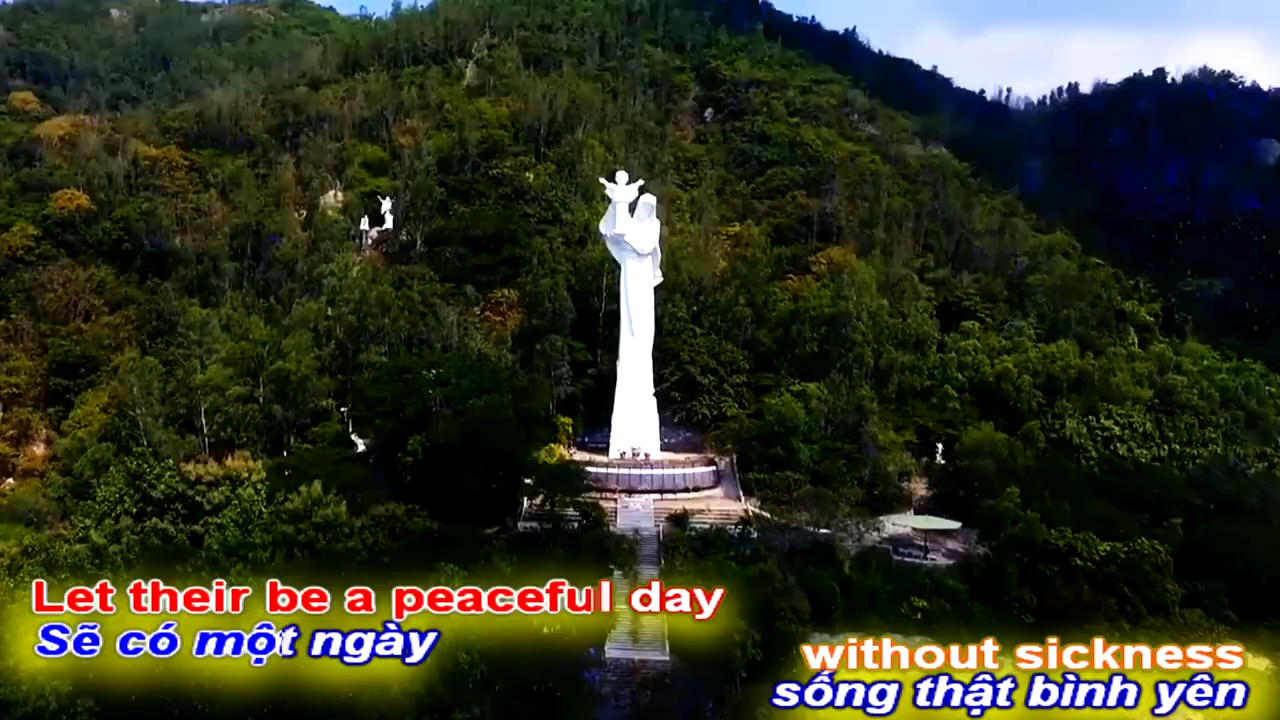 Let their be a peaceful day
Sẽ có một ngày
without sickness
sống thật bình yên